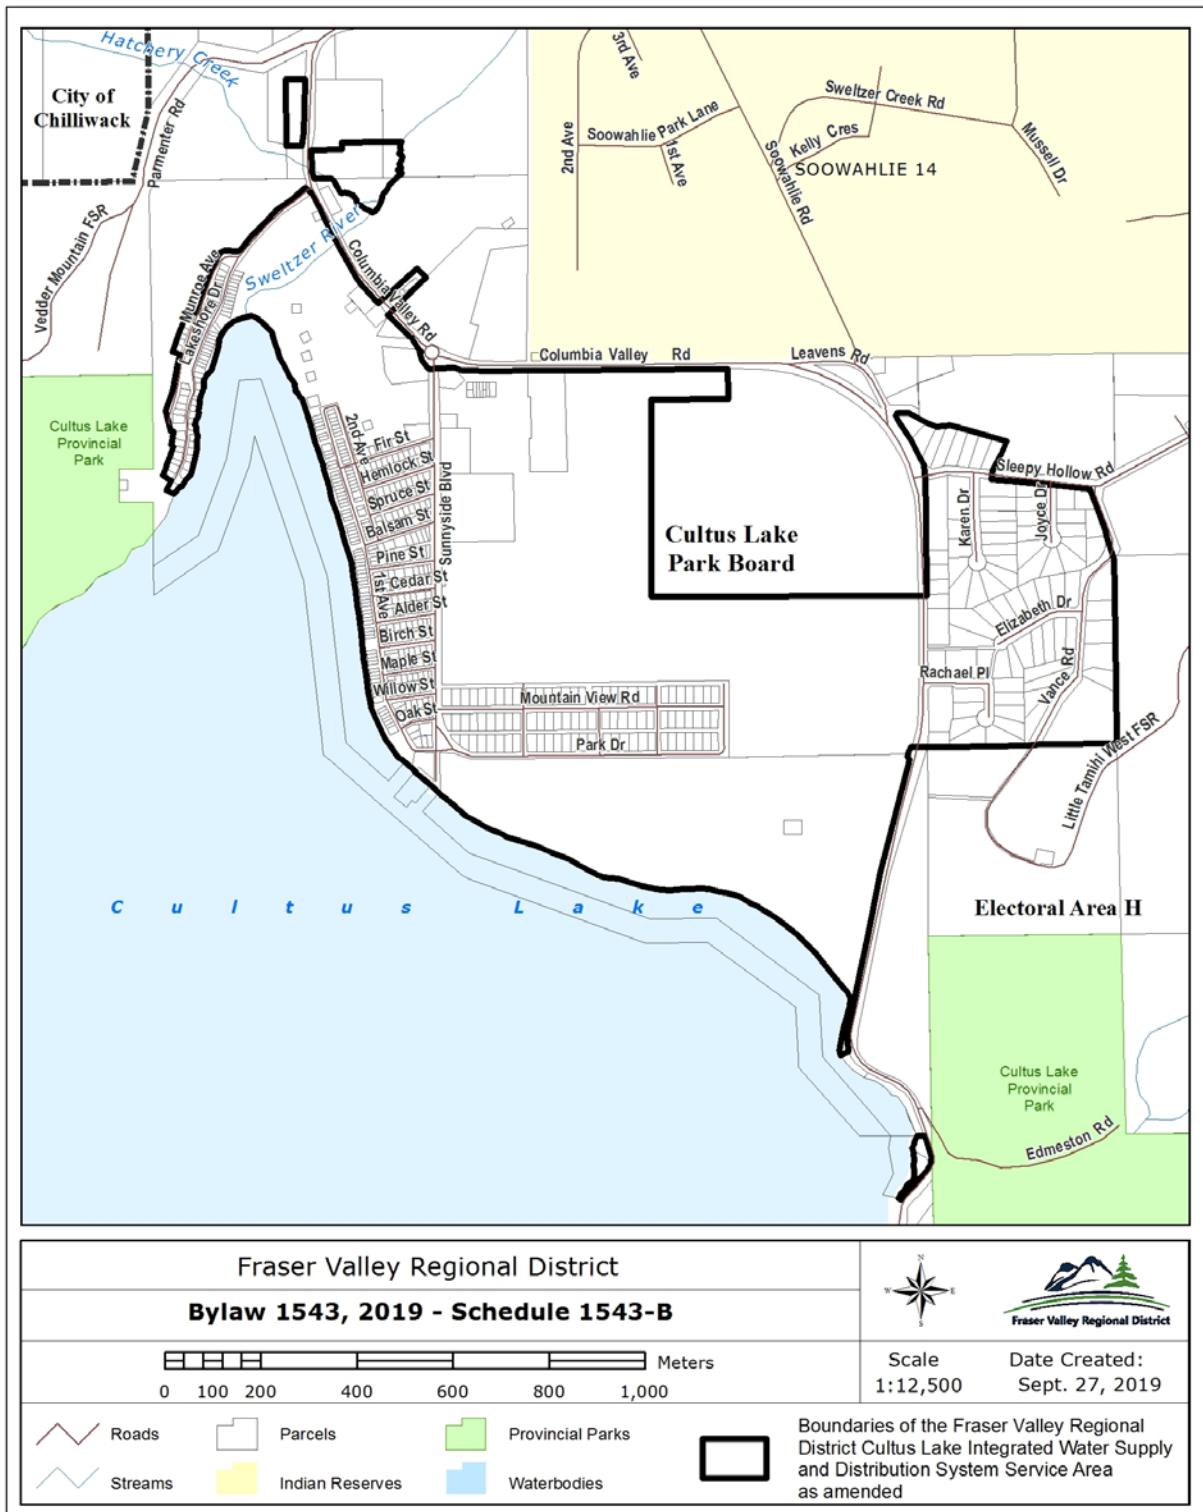 Hatchery Creek
City of
Chilliwack
Parmenter Rd
Vedder Mountain FSR
Munroe Ave
Lakeshore Dr
Sweltzer River
Columbia Valley Rd
3rd Ave
2nd Ave
Soowahlie Park Lane
1st Ave
Soowahlie Rd
Sweltzer Creek Rd
Kelly Cres
Mussell Dr
SOOWAHLIE 14
Columbia Valley Rd
Leavens Rd
Cultus Lake
Provincial
Park
2nd Ave
Fir St
Hemlock St
Spruce St
Balsam St
Pine St
Cedar St
Alder St
Birch St
Maple St
Willow St
Oak St
1st Ave
Sunnyside Blvd
Cultus Lake
Park Board
Sleepy Hollow Rd
Karen Dr
Joyce Dr
Elizabeth Dr
Rachael Pl
Vance Rd
Mountain View Rd
Park Dr
Little Tamihi West FSR
Cultus Lake
Electoral Area H
Cultus Lake
Provincial
Park
Edmeston Rd
Fraser Valley Regional District
Bylaw 1543, 2019 - Schedule 1543-B
Meters
0 100 200 400 600 800 1,000
N
W E
S
Fraser Valley Regional District
Scale
1:12,500
Date Created:
Sept. 27, 2019
Roads
Parcels
Provincial Parks
Streams
Indian Reserves
Waterbodies
Boundaries of the Fraser Valley Regional
District Cultus Lake Integrated Water Supply
and Distribution System Service Area
as amended